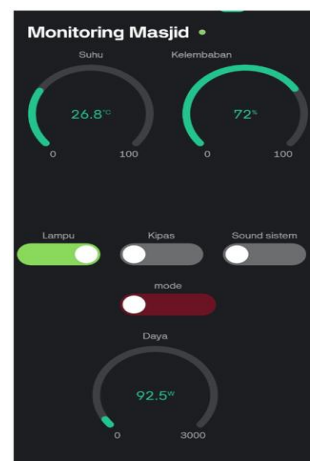 Monitoring Masjid
Suhu Kelembaban
26.8°C 72%
0 100 0 100
Lampu Kipas Sound sistem
mode
Daya
92.5W
0 3000